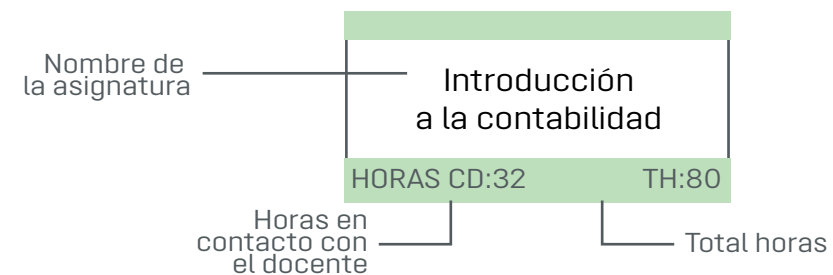 Nombre de
la asignatura
Introducción
a la contabilidad
HORAS CD:32 TH:80
Horas en
contacto con
el docente
Total horas